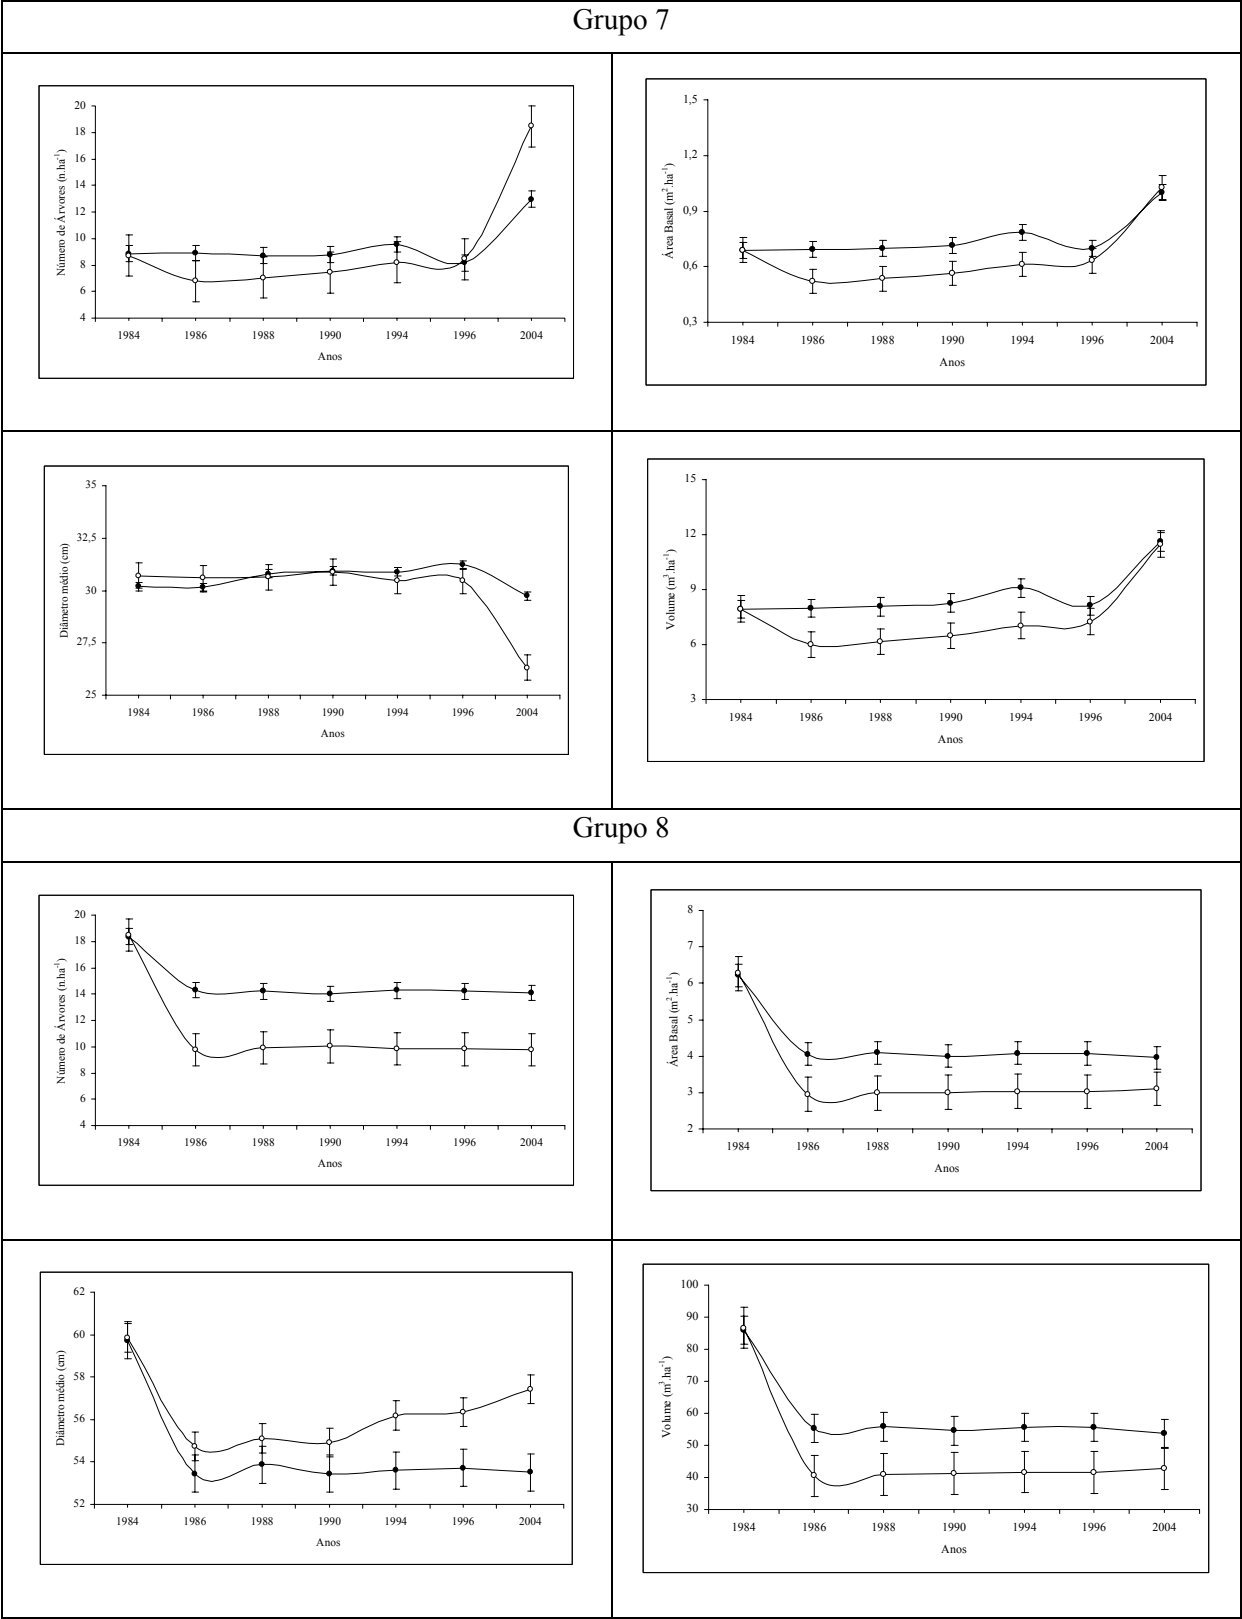 Grupo 7
Número de Árvores (n.ha⁻¹)
20
18
16
14
12
10
8
6
4
1984 1986 1988 1990 1994 1996 2004
Anos
Área Basal (m².ha⁻¹)
1,5
1,2
0,9
0,6
0,3
1984 1986 1988 1990 1994 1996 2004
Anos
Diâmetro médio (cm)
35
32,5
30
27,5
25
1984 1986 1988 1990 1994 1996 2004
Anos
Volume (m³.ha⁻¹)
15
12
9
6
3
1984 1986 1988 1990 1994 1996 2004
Anos
Grupo 8
Número de Árvores (n.ha⁻¹)
20
18
16
14
12
10
8
6
4
1984 1986 1988 1990 1994 1996 2004
Anos
Área Basal (m².ha⁻¹)
8
7
6
5
4
3
2
1984 1986 1988 1990 1994 1996 2004
Anos
Diâmetro médio (cm)
62
60
58
56
54
52
1984 1986 1988 1990 1994 1996 2004
Anos
Volume (m³.ha⁻¹)
100
90
80
70
60
50
40
30
1984 1986 1988 1990 1994 1996 2004
Anos